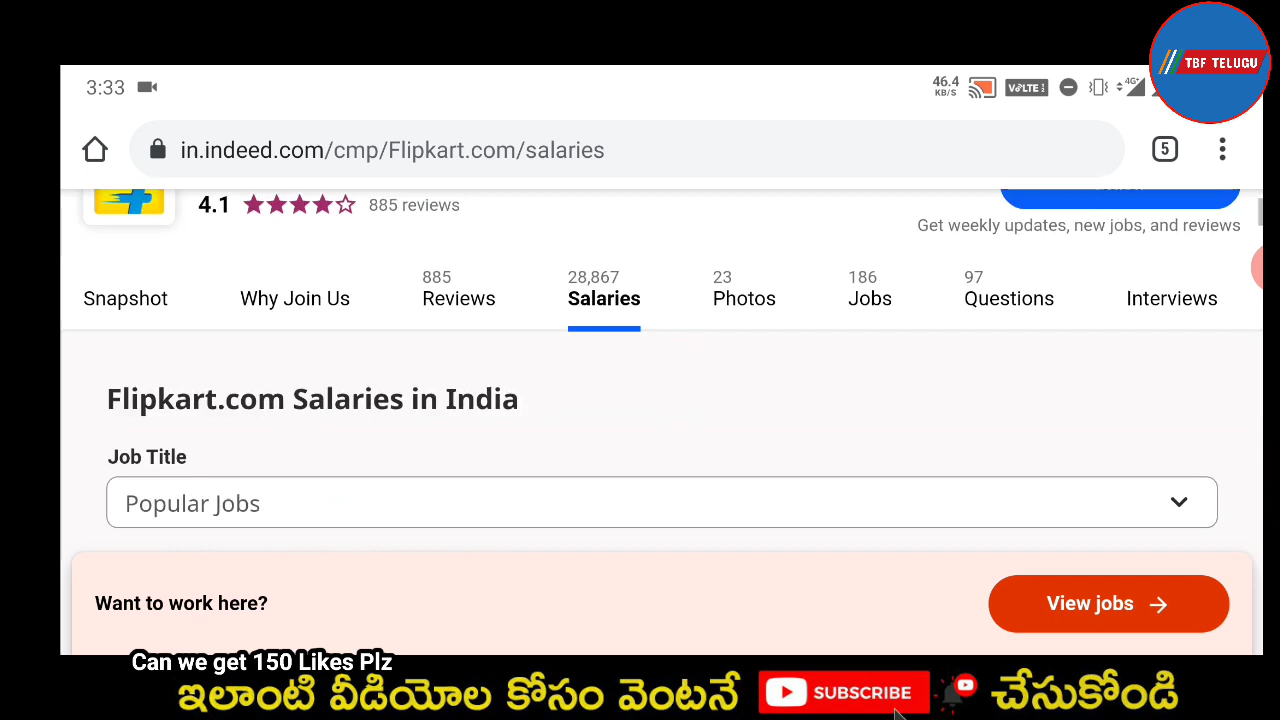 TBF TELUGU
3:33
46.4 KB/S VoLTE 4G+
in.indeed.com/cmp/Flipkart.com/salaries
5
4.1 885 reviews
Get weekly updates, new jobs, and reviews
885 28,867 23 186 97
Snapshot Why Join Us Reviews Salaries Photos Jobs Questions Interviews
Flipkart.com Salaries in India
Job Title
Popular Jobs
Want to work here? View jobs →
Can we get 150 Likes Plz
ఇలాంటి వీడియోల కోసం వెంటనే SUBSCRIBE చేసుకోండి